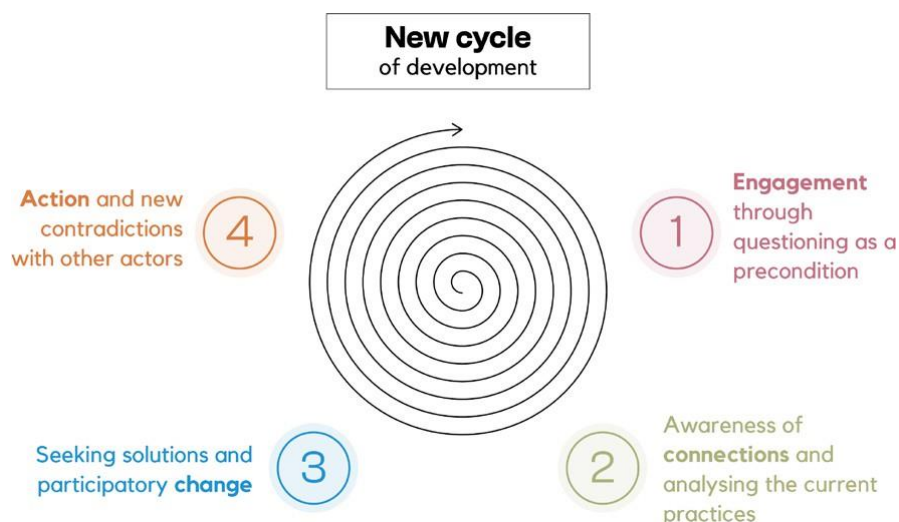 New cycle
of development
1
Engagement
through
questioning as a
precondition
2
Awareness of
connections and
analysing the current
practices
3
Seeking solutions and
participatory change
4
Action and new
contradictions
with other actors